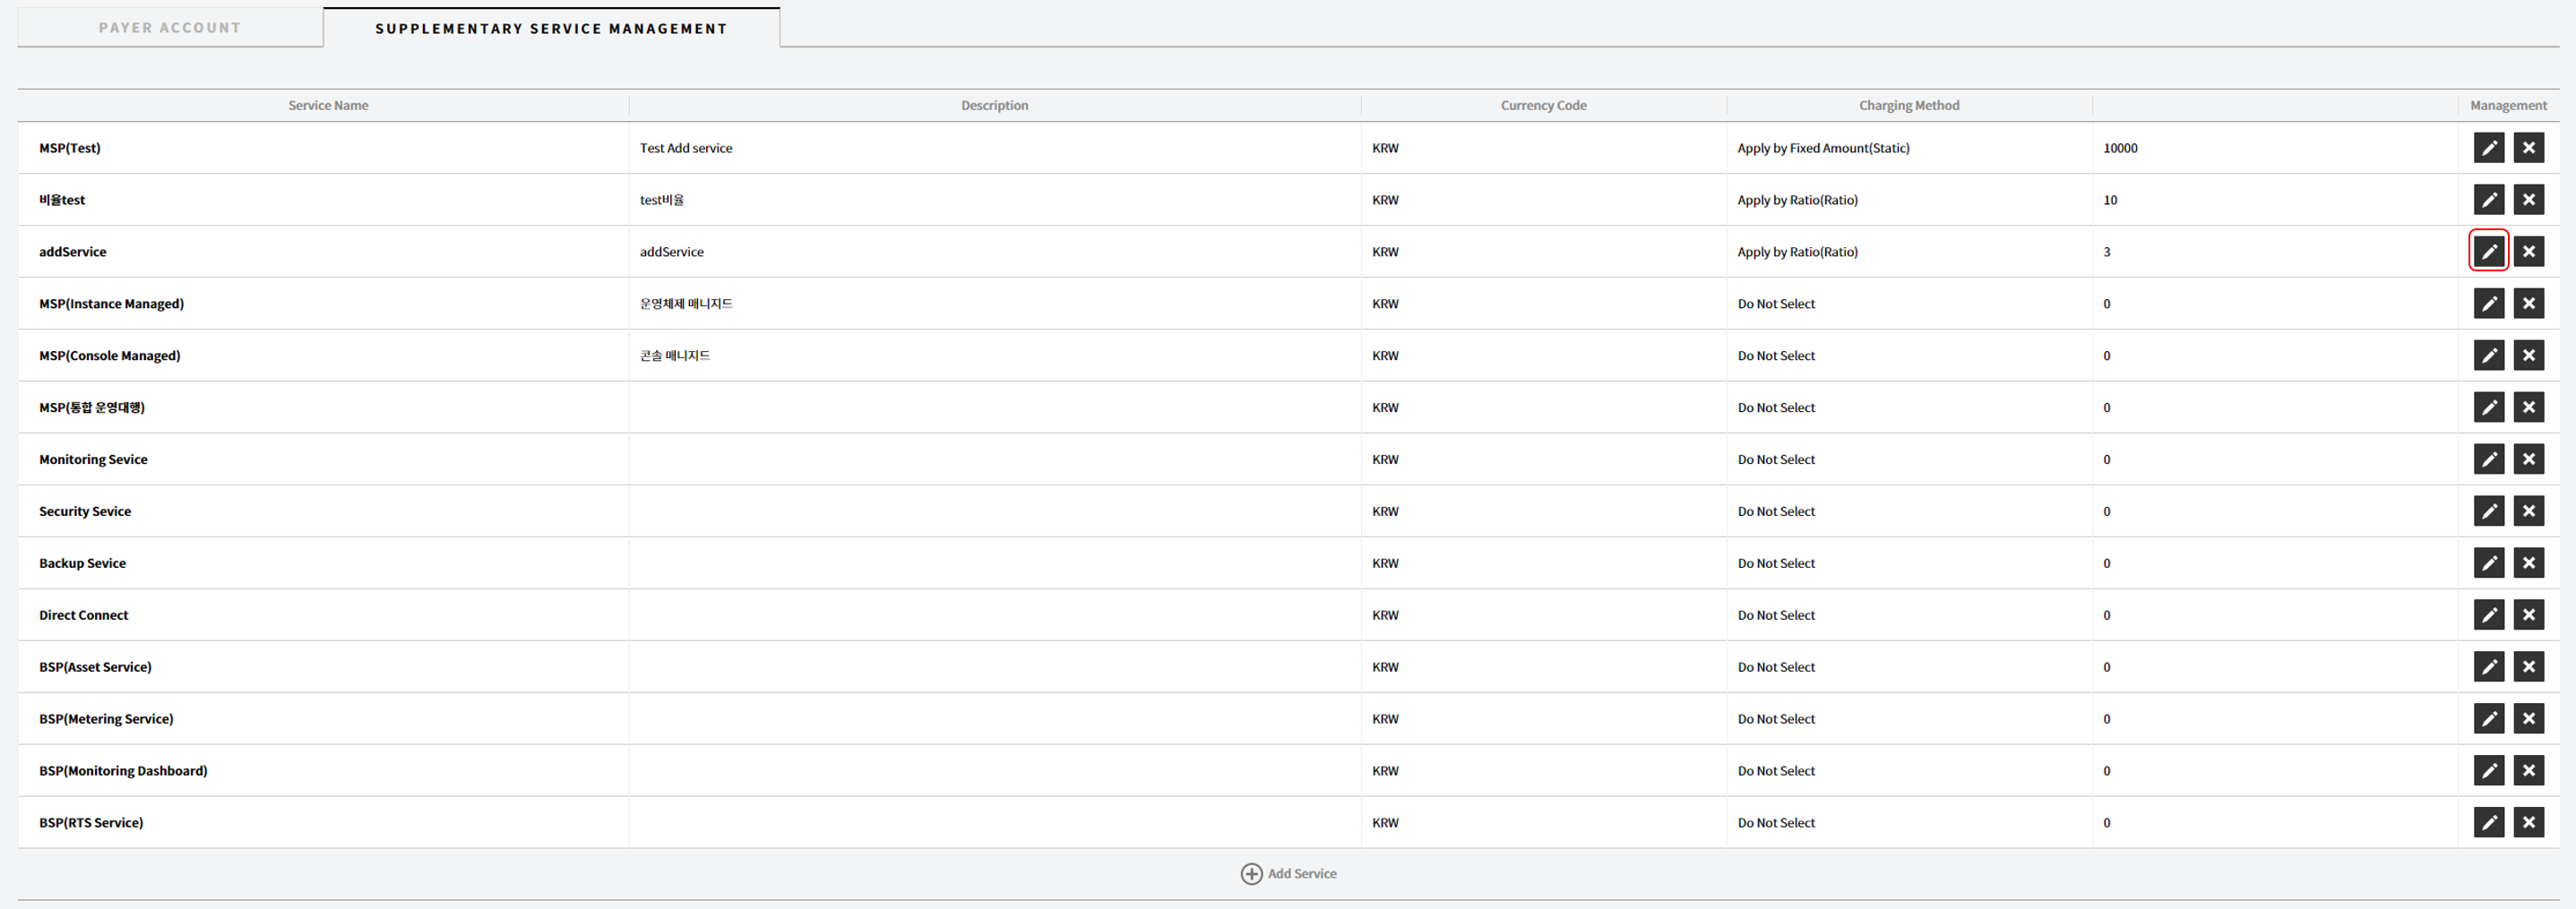 PAYER ACCOUNT SUPPLEMENTARY SERVICE MANAGEMENT
Service Name Description Currency Code Charging Method Management
MSP(Test) Test Add service KRW Apply by Fixed Amount(Static) 10000
비율test test비율 KRW Apply by Ratio(Ratio) 10
addService addService KRW Apply by Ratio(Ratio) 3
MSP(Instance Managed) 운영체제 매니지드 KRW Do Not Select 0
MSP(Console Managed) 콘솔 매니지드 KRW Do Not Select 0
MSP(통합 운영대행) KRW Do Not Select 0
Monitoring Sevice KRW Do Not Select 0
Security Sevice KRW Do Not Select 0
Backup Sevice KRW Do Not Select 0
Direct Connect KRW Do Not Select 0
BSP(Asset Service) KRW Do Not Select 0
BSP(Metering Service) KRW Do Not Select 0
BSP(Monitoring Dashboard) KRW Do Not Select 0
BSP(RTS Service) KRW Do Not Select 0
Add Service